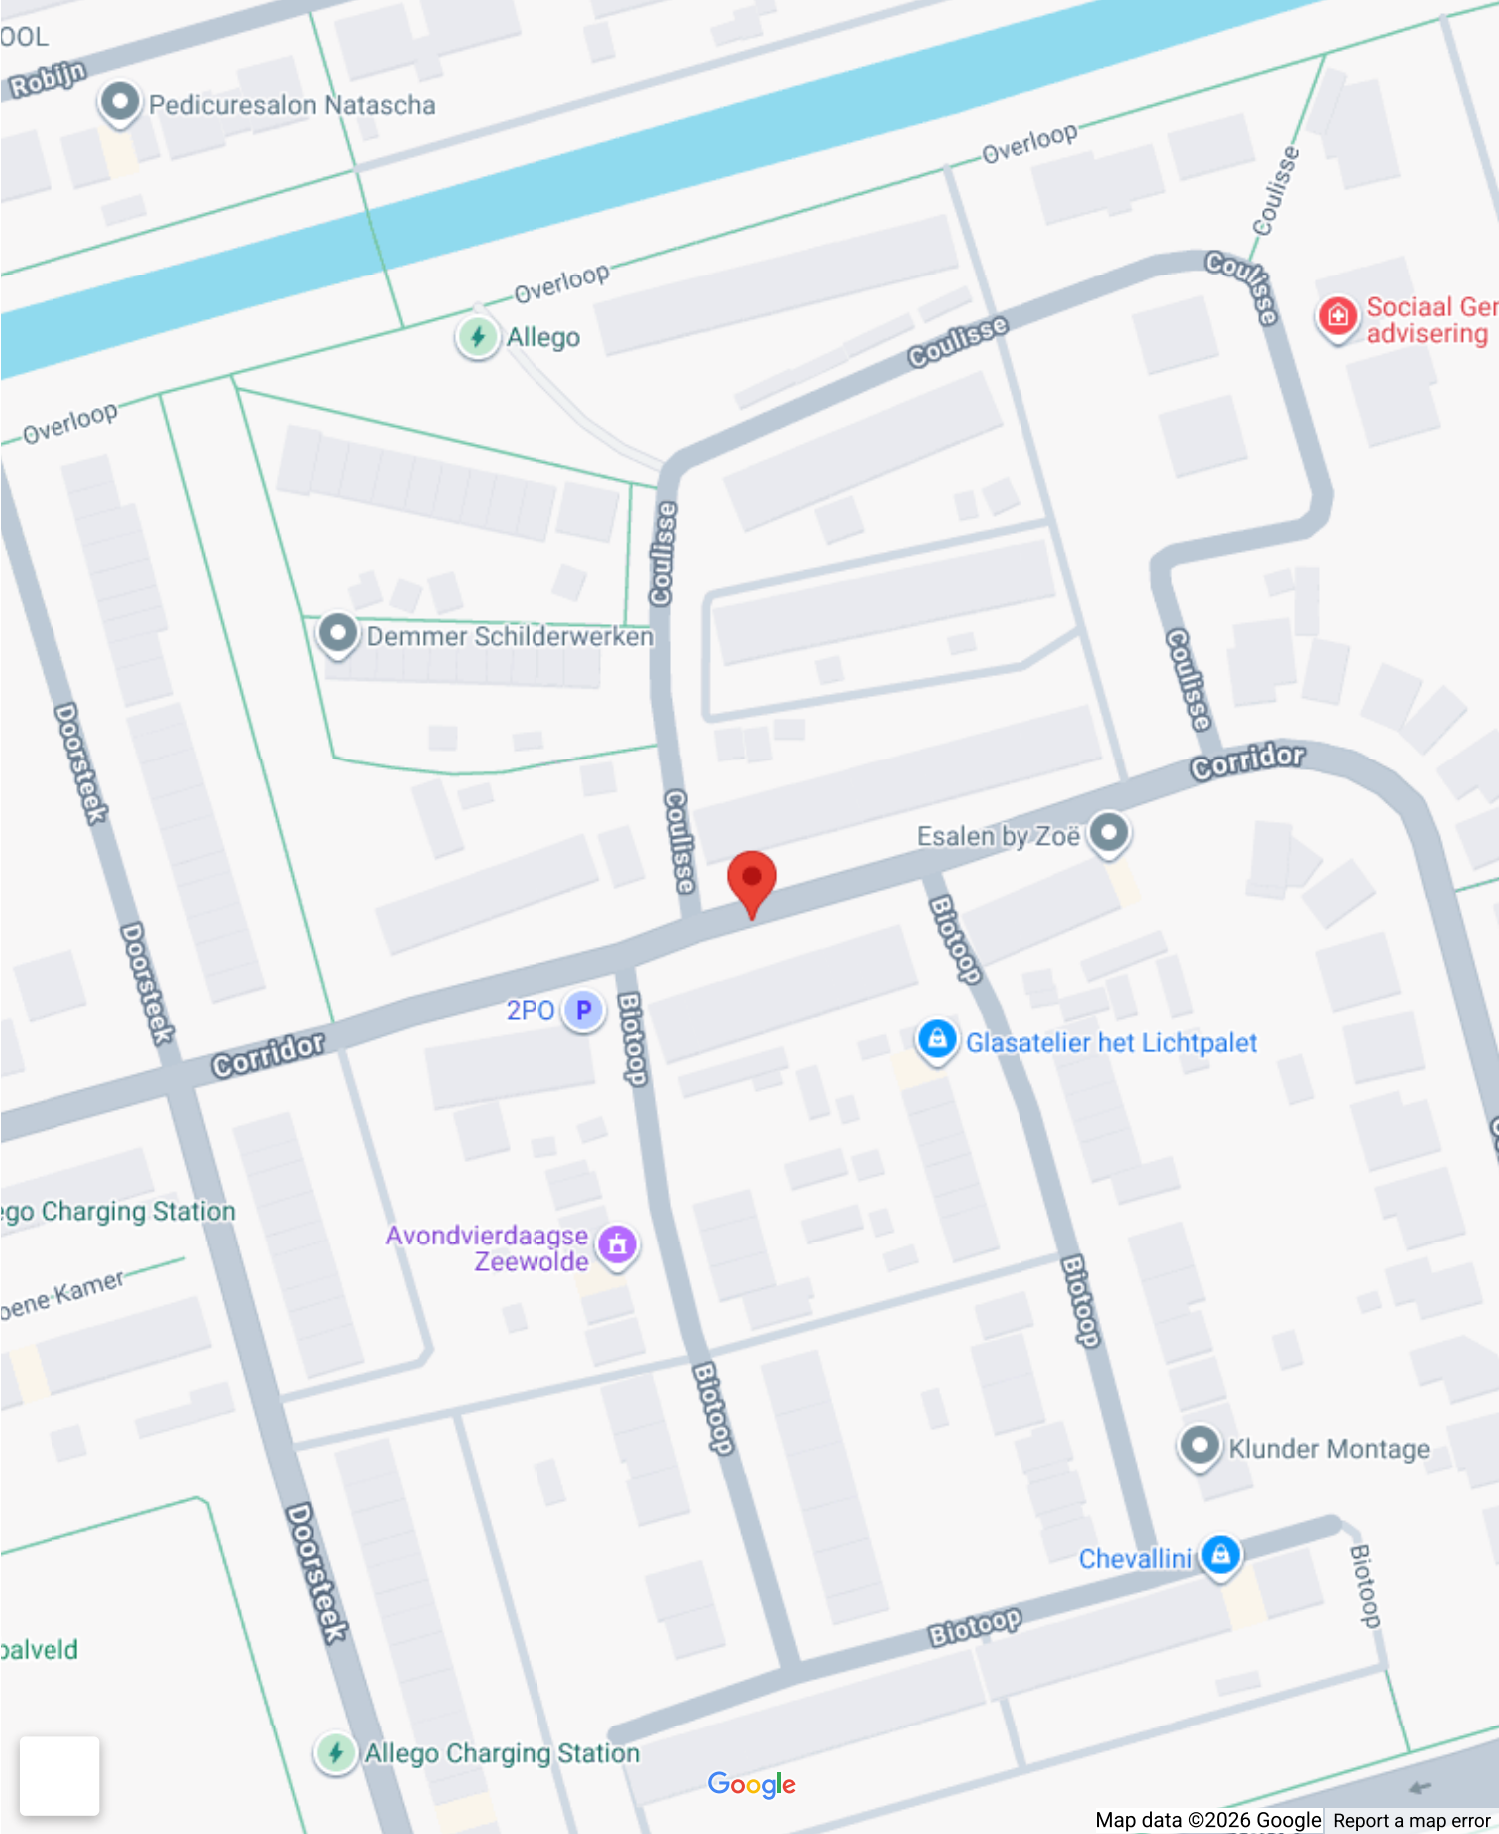 OOL
Robijn
Pedicuresalon Natascha
Overloop
Coulisse
Overloop
Coulisse
Sociaal Ger
advisering
Allego
Coulisse
Overloop
Coulisse
Demmer Schilderwerken
Coulisse
Doorsteek
Corridor
Coulisse
Esalen by Zoë
Biotoop
Doorsteek
2PO
P
Biotoop
Corridor
Glasatelier het Lichtpalet
ego Charging Station
Avondvierdaagse
Zeewolde
oene Kamer
Biotoop
Biotoop
Klunder Montage
Doorsteek
Chevallini
Biotoop
Biotoop
palveld
Allego Charging Station
Google
Map data ©2026 Google
Report a map error